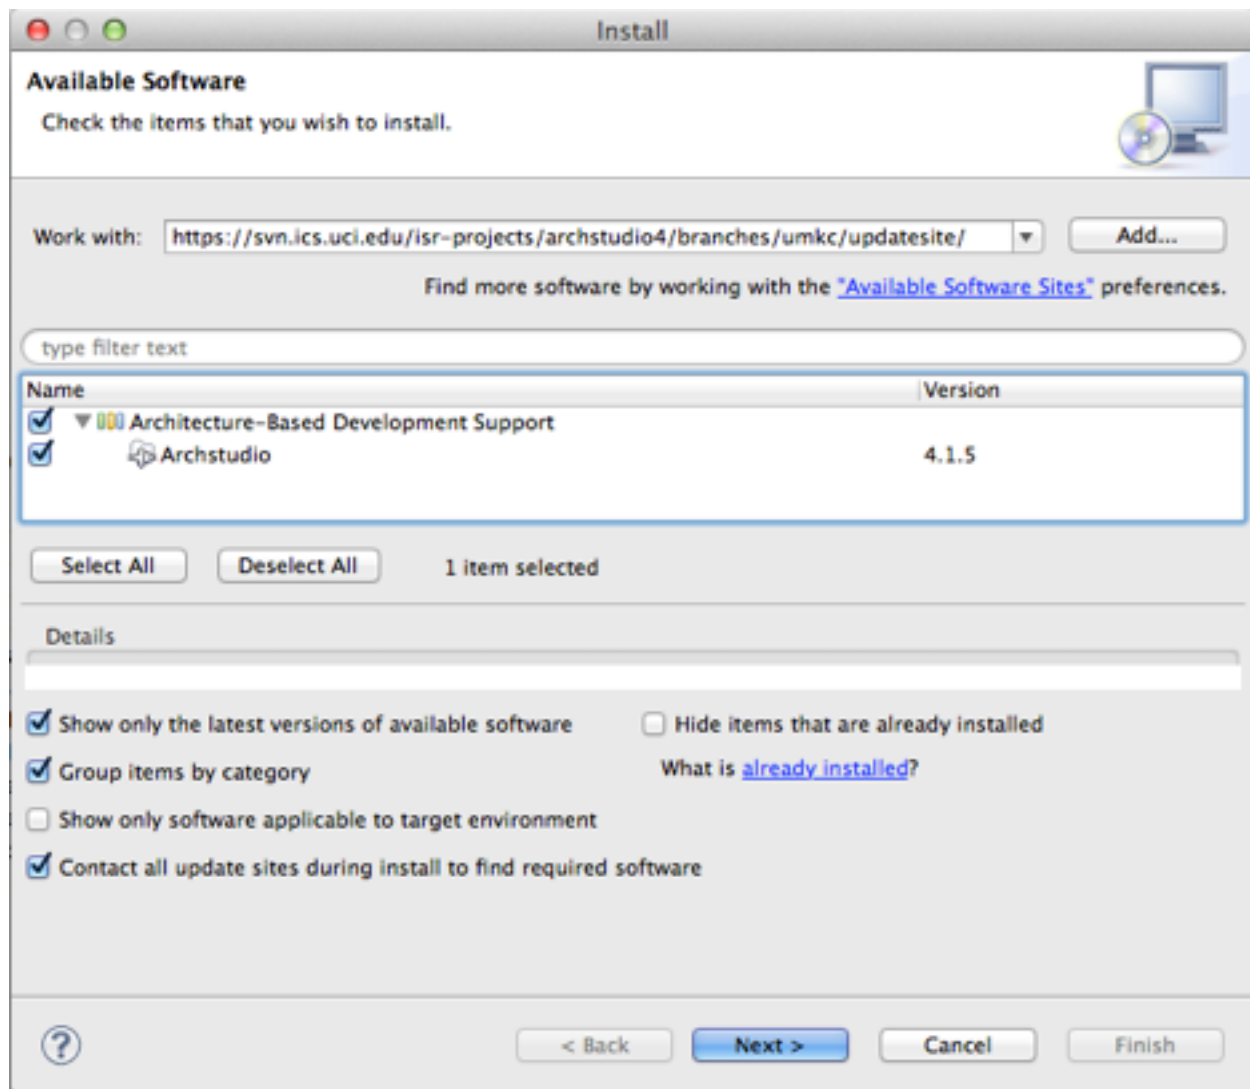 Install
Available Software
Check the items that you wish to install.
Work with: https://svn.ics.uci.edu/isr-projects/archstudio4/branches/umkc/updatesite/ Add...
Find more software by working with the "Available Software Sites" preferences.
type filter text
Name Version
Architecture-Based Development Support
Archstudio 4.1.5
Select All Deselect All 1 item selected
Details
Show only the latest versions of available software Hide items that are already installed
Group items by category What is already installed?
Show only software applicable to target environment
Contact all update sites during install to find required software
? < Back Next > Cancel Finish